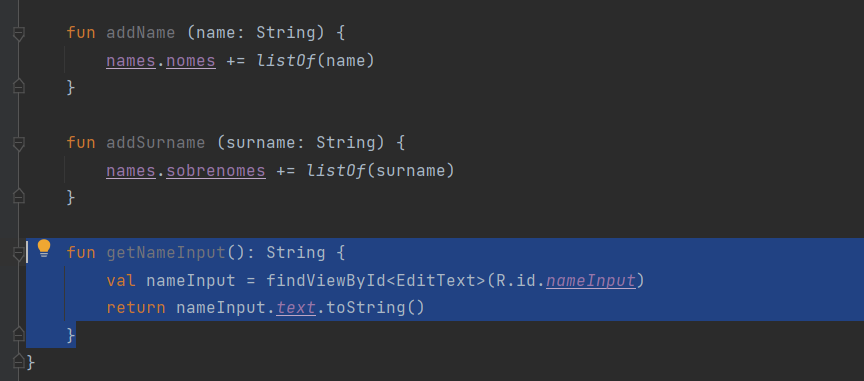 fun addName (name: String) {
names.nomes += listOf(name)
}
fun addSurname (surname: String) {
names.sobrenomes += listOf(surname)
}
fun getNameInput(): String {
val nameInput = findViewById<EditText>(R.id.nameInput)
return nameInput.text.toString()
}
}